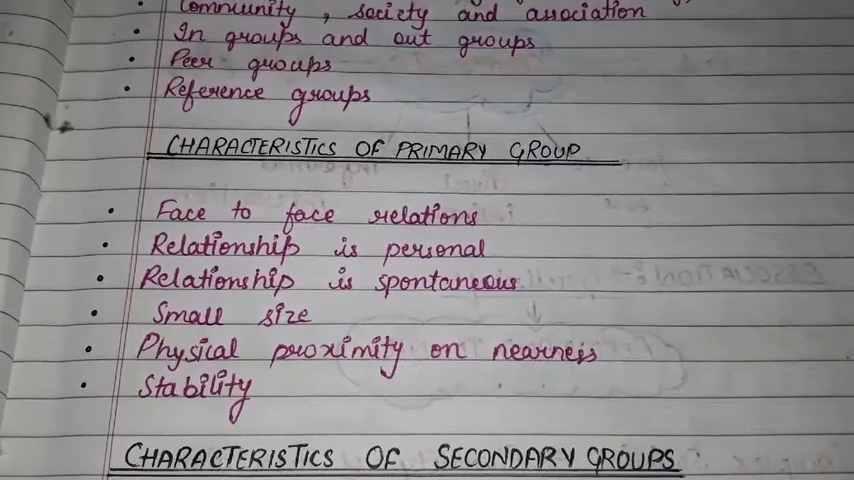 Community, society and association
In groups and out groups
Peer groups
Reference groups
CHARACTERISTICS OF PRIMARY GROUP
Face to face relations
Relationship is personal
Relationship is spontaneous.
Small size
Physical proximity on nearness
Stability
CHARACTERISTICS OF SECONDARY GROUPS